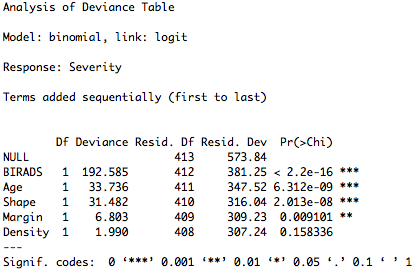 Analysis of Deviance Table
Model: binomial, link: logit
Response: Severity
Terms added sequentially (first to last)
Df Deviance Resid. Df Resid. Dev Pr(>Chi)
NULL 413 573.84
BIRADS 1 192.585 412 381.25 < 2.2e-16 ***
Age 1 33.736 411 347.52 6.312e-09 ***
Shape 1 31.482 410 316.04 2.013e-08 ***
Margin 1 6.803 409 309.23 0.009101 **
Density 1 1.990 408 307.24 0.158336
---
Signif. codes: 0 ‘***’ 0.001 ‘**’ 0.01 ‘*’ 0.05 ‘.’ 0.1 ‘ ’ 1